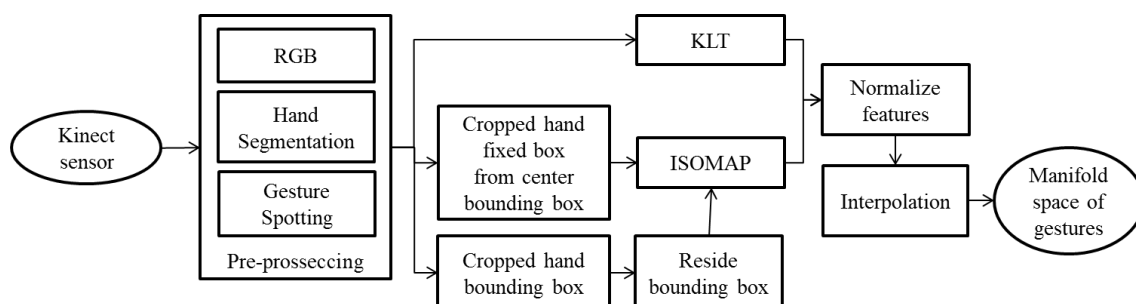 Kinect
sensor
RGB
Hand
Segmentation
Gesture
Spotting
Pre-prosseccing
KLT
Cropped hand
fixed box
from center
bounding box
ISOMAP
Cropped hand
bounding box
Reside
bounding box
Normalize
features
Interpolation
Manifold
space of
gestures